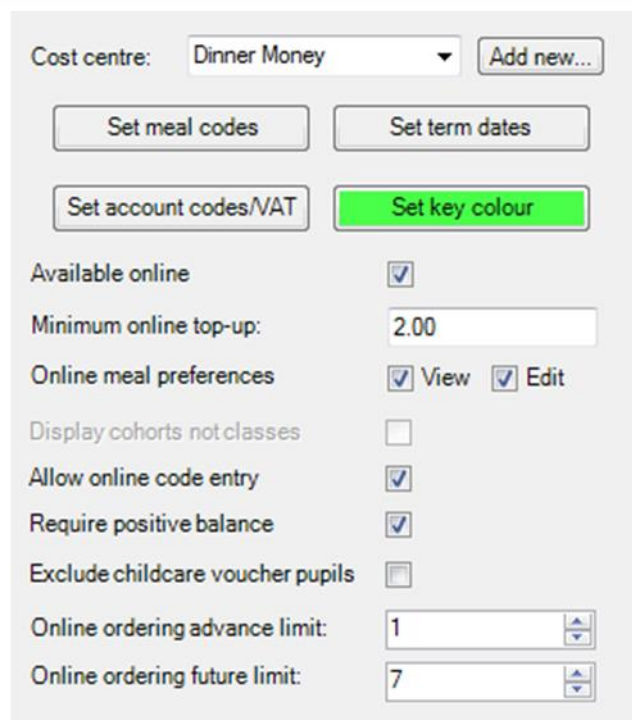 Cost centre: Dinner Money Add new...
Set meal codes Set term dates
Set account codes/VAT Set key colour
Available online
Minimum online top-up: 2.00
Online meal preferences View Edit
Display cohorts not classes
Allow online code entry
Require positive balance
Exclude childcare voucher pupils
Online ordering advance limit: 1
Online ordering future limit: 7